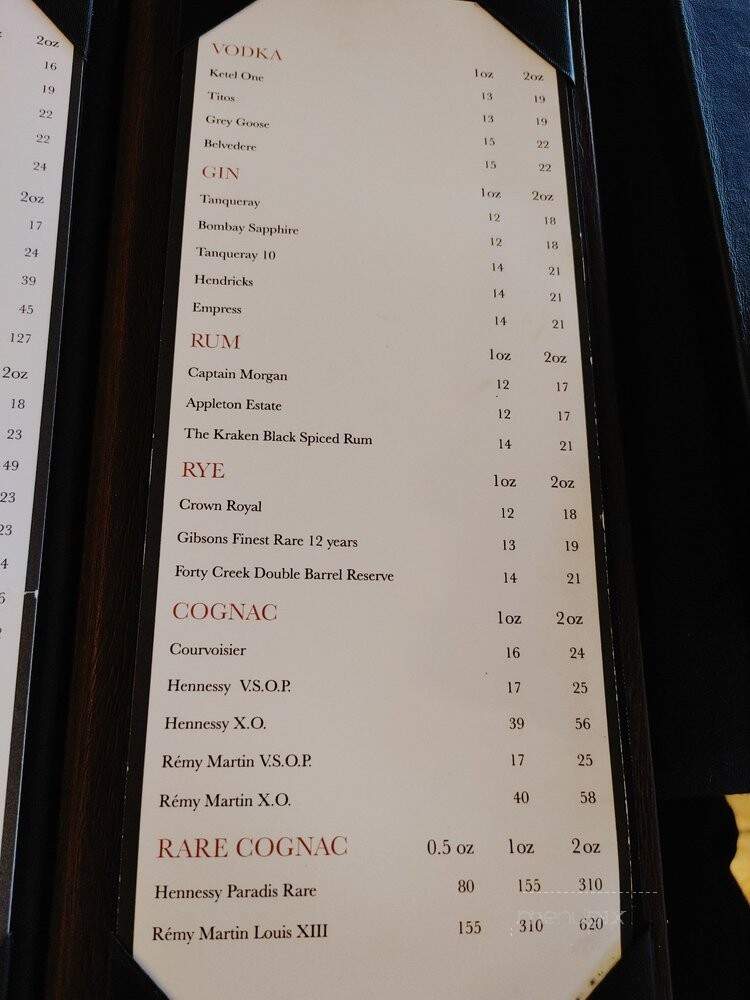 2oz
16
19
22
22
24
2oz
17
24
39
45
127
2oz
18
23
49
23
23
VODKA 1oz 2oz
Ketel One 13 19
Titos 13 19
Grey Goose 15 22
Belvedere 15 22
GIN 1oz 2oz
Tanqueray 12 18
Bombay Sapphire 12 18
Tanqueray 10 14 21
Hendricks 14 21
Empress 14 21
RUM 1oz 2oz
Captain Morgan 12 17
Appleton Estate 12 17
The Kraken Black Spiced Rum 14 21
RYE 1oz 2oz
Crown Royal 12 18
Gibsons Finest Rare 12 years 13 19
Forty Creek Double Barrel Reserve 14 21
COGNAC 1oz 2oz
Courvoisier 16 24
Hennessy V.S.O.P. 17 25
Hennessy X.O. 39 56
Rémy Martin V.S.O.P. 17 25
Rémy Martin X.O. 40 58
RARE COGNAC 0.5 oz 1oz 2oz
Hennessy Paradis Rare 80 155 310
Rémy Martin Louis XIII 155 310 620